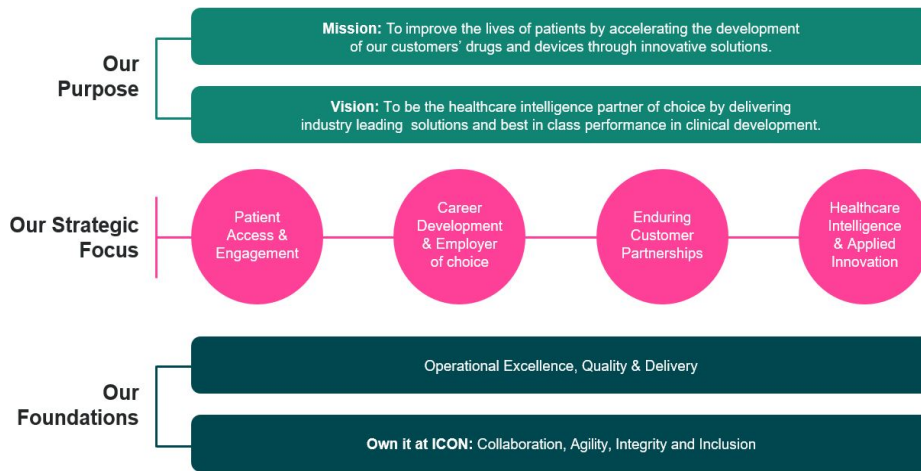 Our
Purpose
Mission: To improve the lives of patients by accelerating the development
of our customers’ drugs and devices through innovative solutions.
Vision: To be the healthcare intelligence partner of choice by delivering
industry leading solutions and best in class performance in clinical development.
Our Strategic
Focus
Patient
Access &
Engagement
Career
Development
& Employer
of choice
Enduring
Customer
Partnerships
Healthcare
Intelligence
& Applied
Innovation
Our
Foundations
Operational Excellence, Quality & Delivery
Own it at ICON: Collaboration, Agility, Integrity and Inclusion